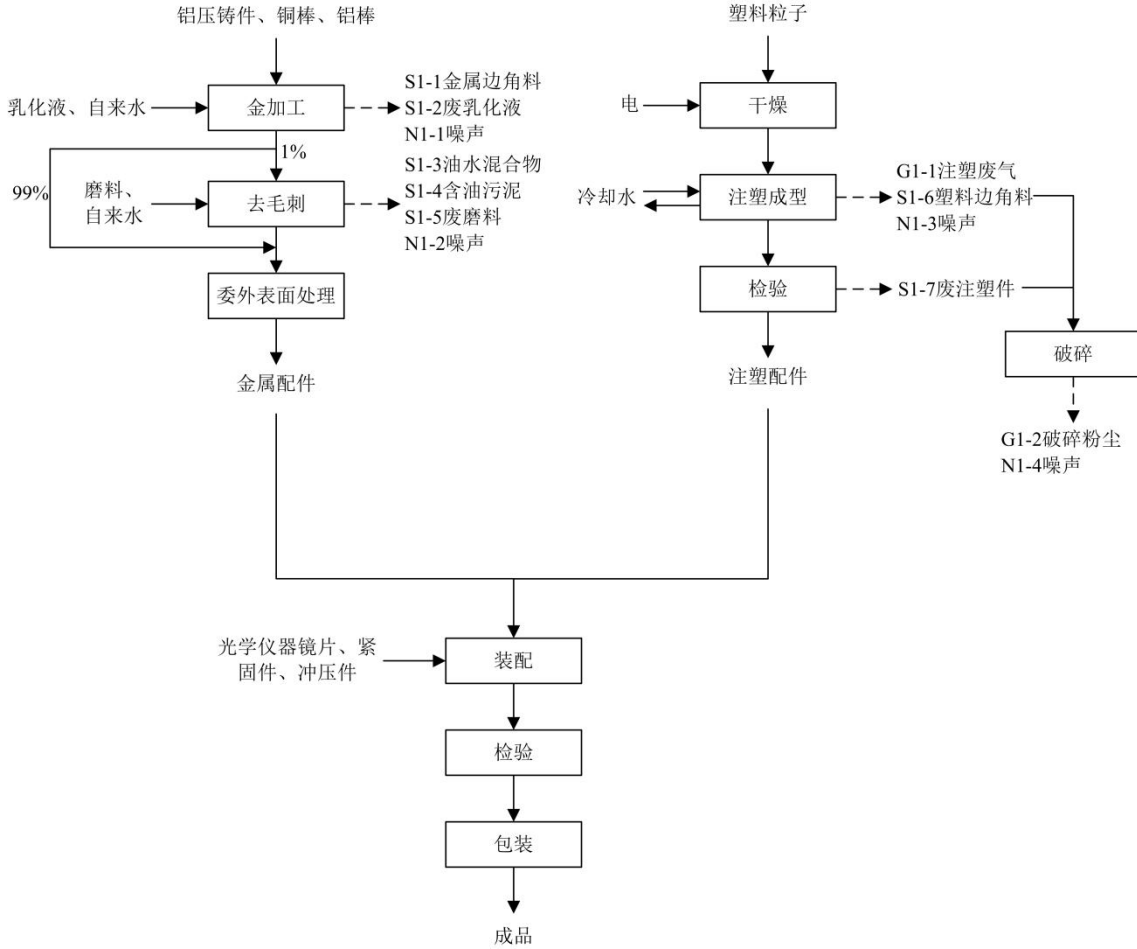 铝压铸件、铜棒、铝棒
乳化液、自来水
金加工
S1-1金属边角料
S1-2废乳化液
N1-1噪声
1%
99%
磨料、
自来水
去毛刺
S1-3油水混合物
S1-4含油污泥
S1-5废磨料
N1-2噪声
委外表面处理
金属配件
塑料粒子
电
干燥
冷却水
注塑成型
G1-1注塑废气
S1-6塑料边角料
N1-3噪声
检验
S1-7废注塑件
注塑配件
破碎
G1-2破碎粉尘
N1-4噪声
光学仪器镜片、紧
固件、冲压件
装配
检验
包装
成品